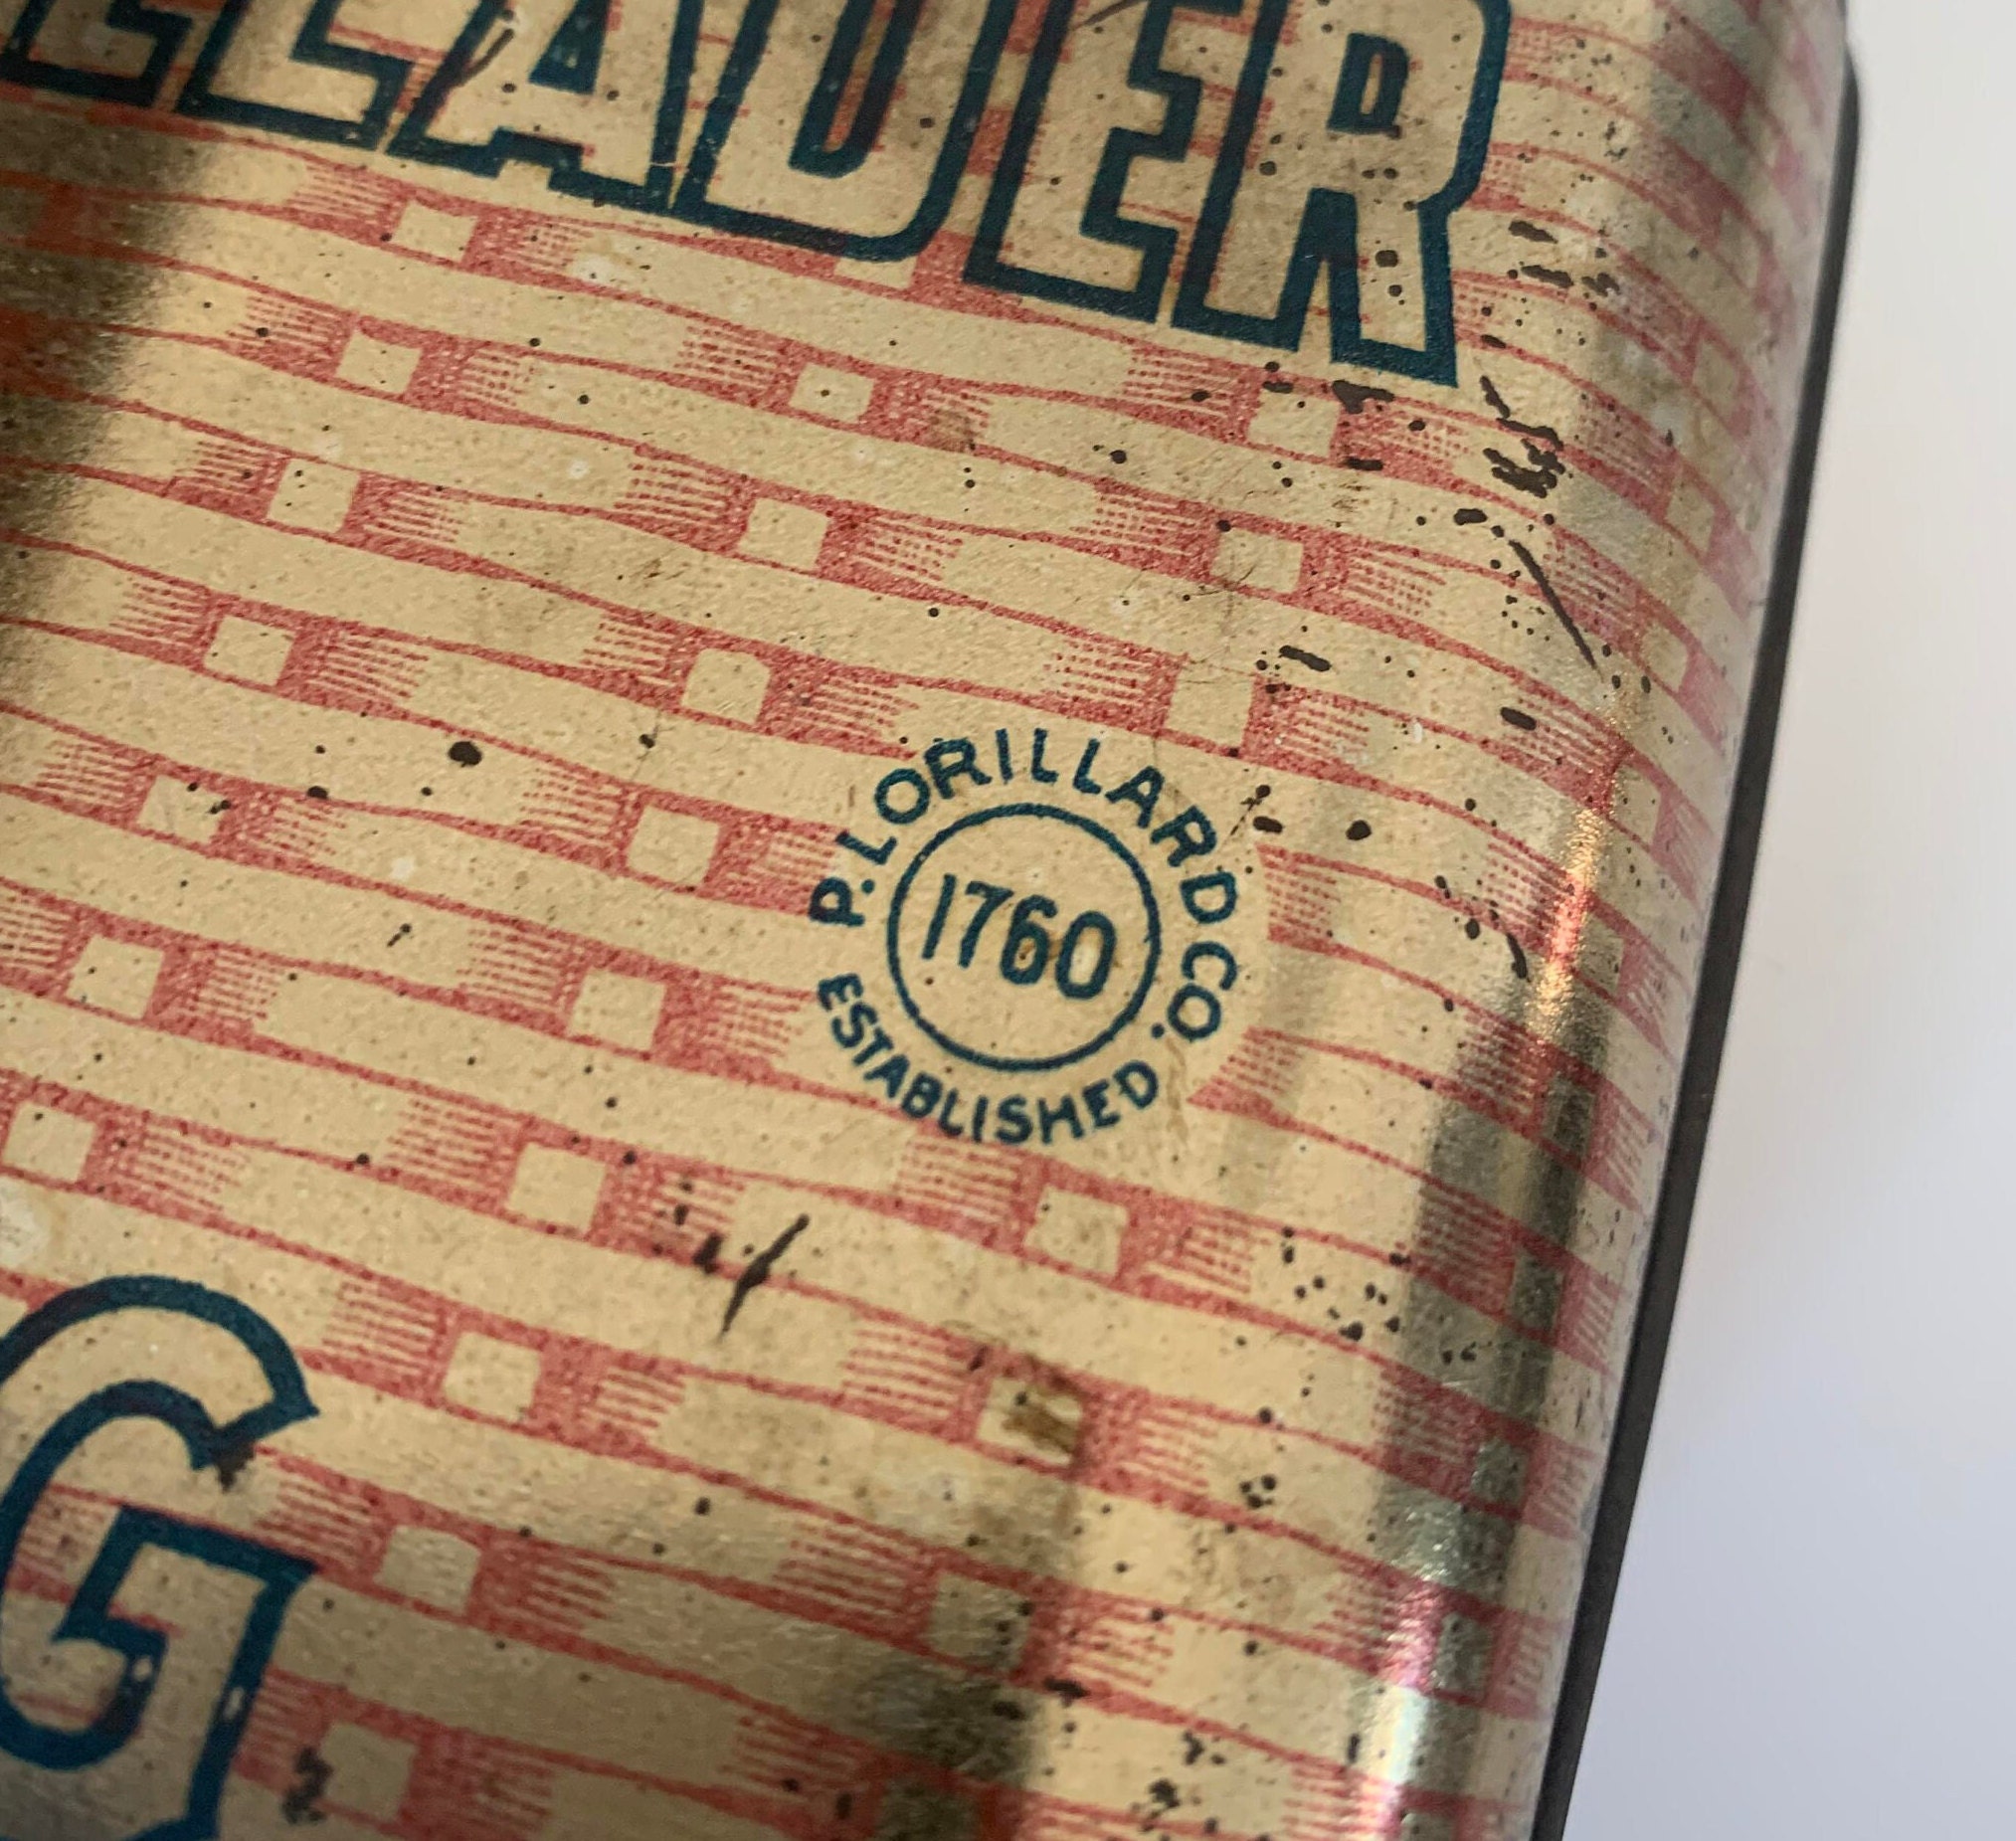 LEADER
P. LORILLARD CO.
1760
ESTABLISHED
G